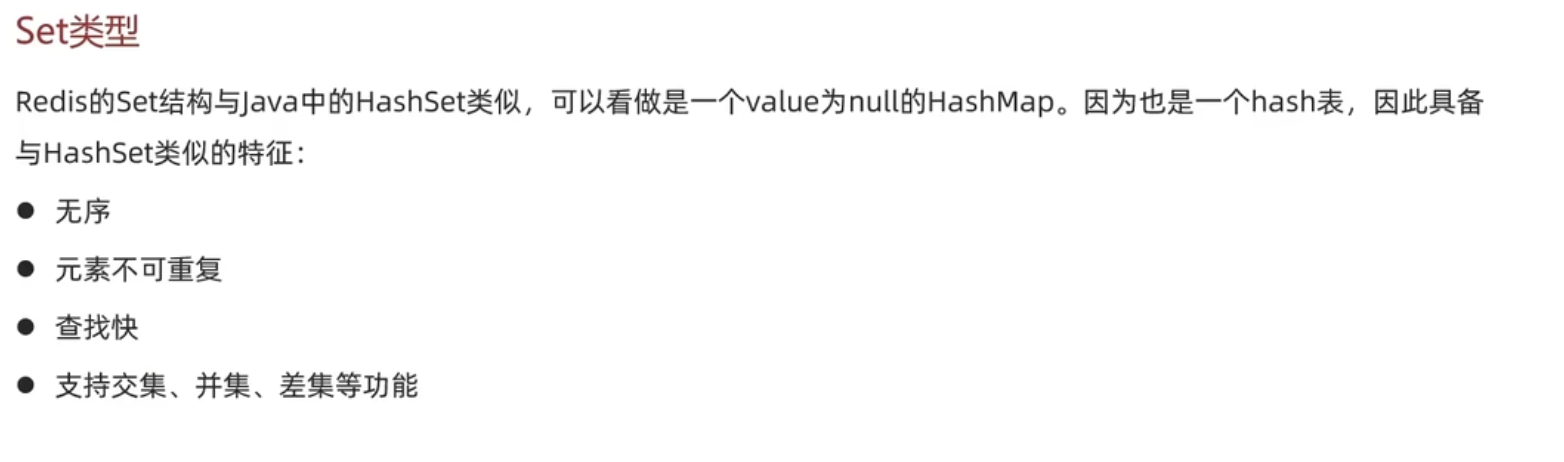 Set类型
Redis的Set结构与Java中的HashSet类似，可以看做是一个value为null的HashMap。因为也是一个hash表，因此具备
与HashSet类似的特征：
● 无序
● 元素不可重复
● 查找快
● 支持交集、并集、差集等功能